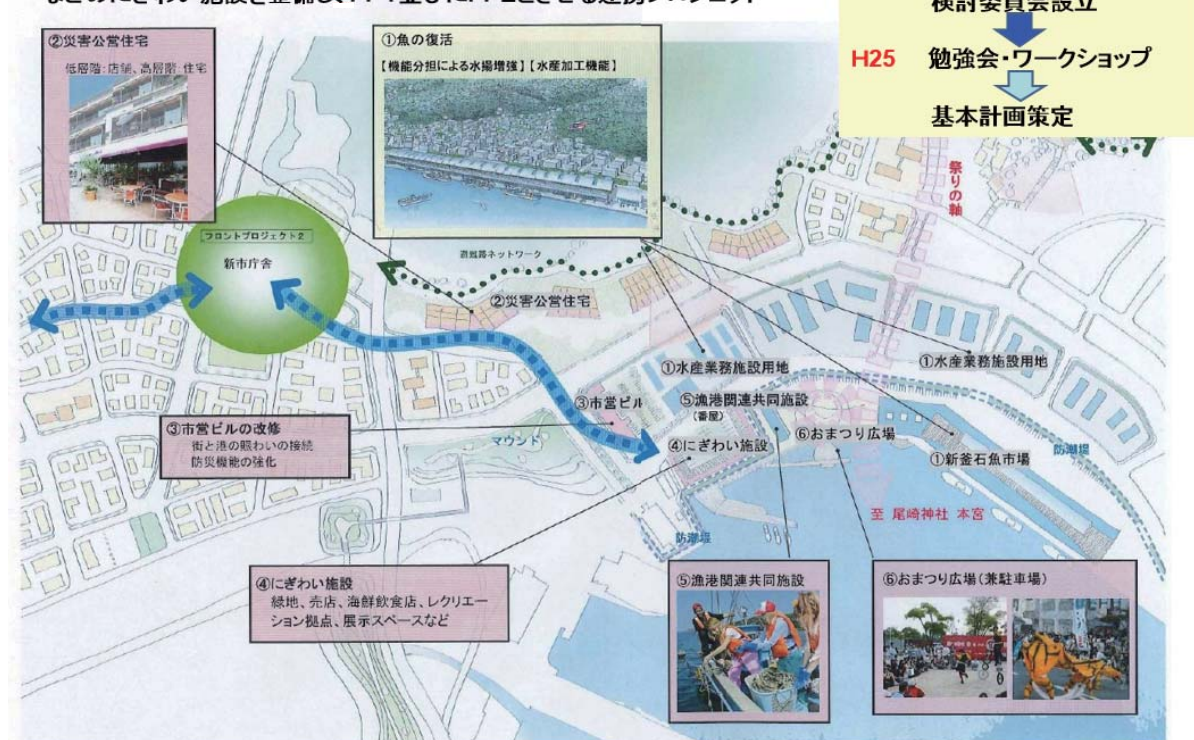 検討委員会設立
H25 勉強会・ワークショップ
基本計画策定
②災害公営住宅
低層階:店舗、高層階:住宅
①魚の復活
【機能分担による水揚増強】【水産加工機能】
祭りの軸
フロントプロジェクト2
新市庁舎
避難路ネットワーク
②災害公営住宅
①水産業務施設用地
①水産業務施設用地
③市営ビル
⑤漁港関連共同施設
(番屋)
③市営ビルの改修
街と港の賑わいの接続
防災機能の強化
マウンド
④にぎわい施設
⑥おまつり広場
①新釜石魚市場
防潮堤
至 尾崎神社 本宮
防潮堤
④にぎわい施設
緑地、売店、海鮮飲食店、レクリエー
ション拠点、展示スペースなど
⑤漁港関連共同施設
⑥おまつり広場(兼駐車場)